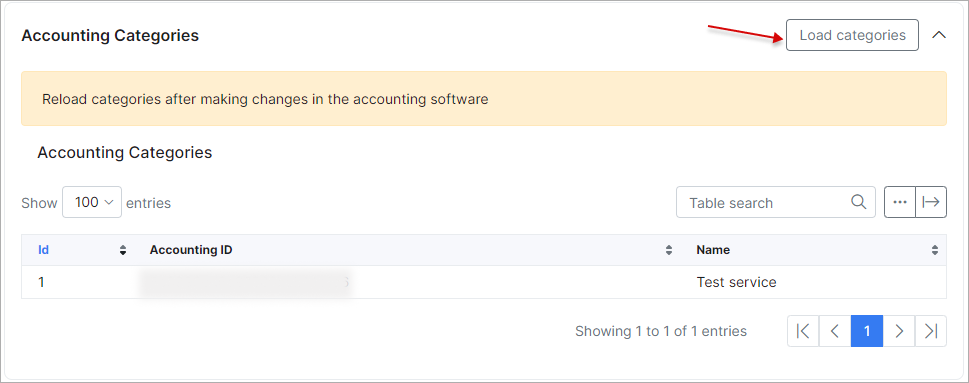 Accounting Categories
Load categories
Reload categories after making changes in the accounting software
Accounting Categories
Show 100 entries
Table search
Id Accounting ID Name
1 Test service
Showing 1 to 1 of 1 entries
1